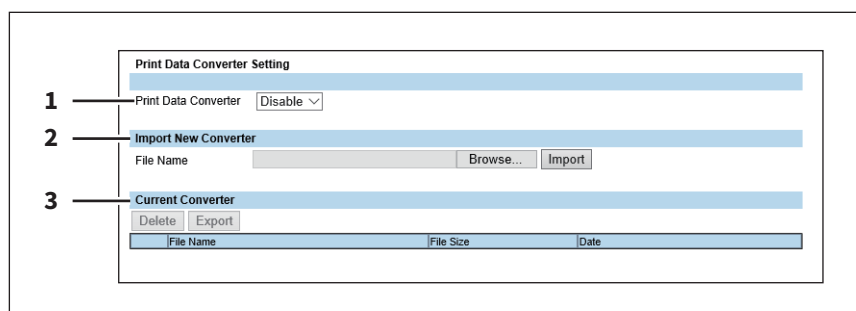 Print Data Converter Setting
1 Print Data Converter Disable
2 Import New Converter
File Name Browse... Import
3 Current Converter
Delete Export
File Name File Size Date